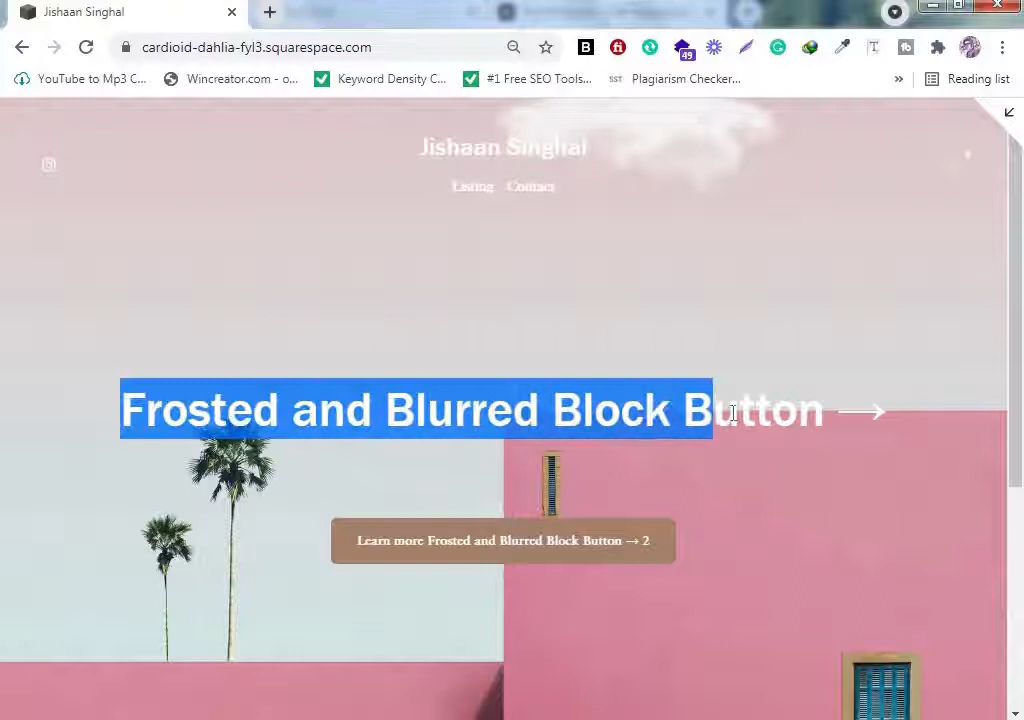 Jishaan Singhal
cardioid-dahlia-fyl3.squarespace.com
49
YouTube to Mp3 C... Wincreator.com - o... Keyword Density C... #1 Free SEO Tools... SST Plagiarism Checker... » Reading list
Jishaan Singhal
Listing Contact
Frosted and Blurred Block Button →
Learn more Frosted and Blurred Block Button → 2